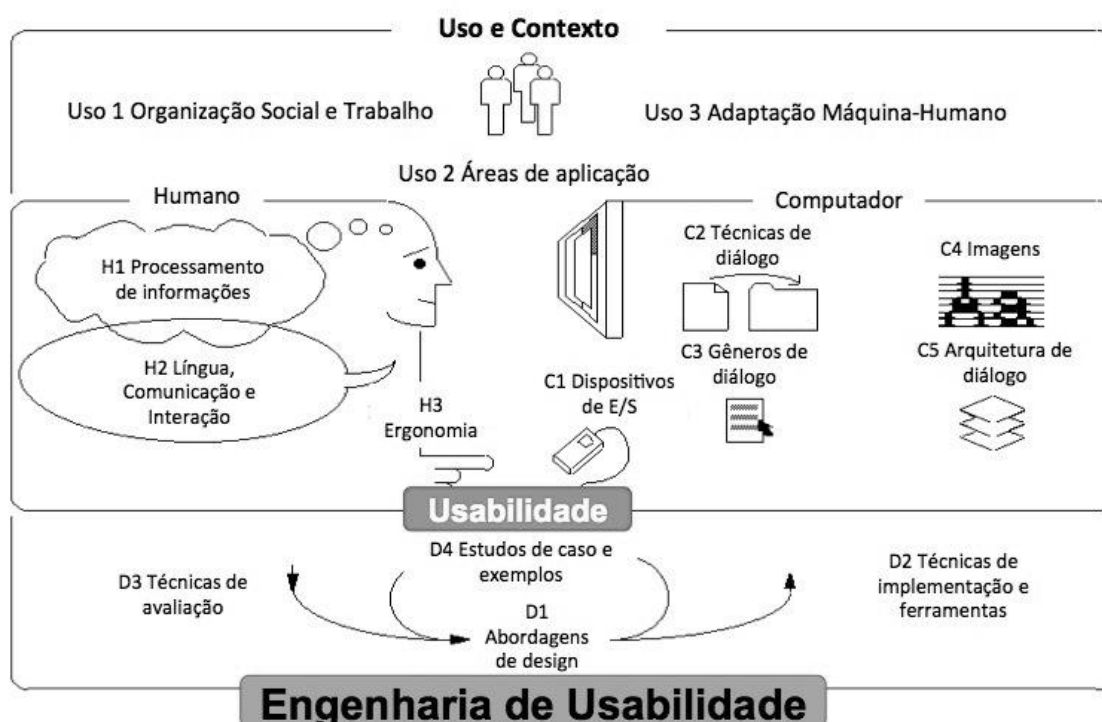 Uso e Contexto
Uso 1 Organização Social e Trabalho
Uso 3 Adaptação Máquina-Humano
Uso 2 Áreas de aplicação
Humano
Computador
H1 Processamento
de informações
H2 Língua,
Comunicação e
Interação
H3
Ergonomia
C1 Dispositivos
de E/S
C2 Técnicas de
diálogo
C3 Gêneros de
diálogo
C4 Imagens
C5 Arquitetura de
diálogo
Usabilidade
D3 Técnicas de
avaliação
D4 Estudos de caso e
exemplos
D1
Abordagens
de design
D2 Técnicas de
implementação e
ferramentas
Engenharia de Usabilidade